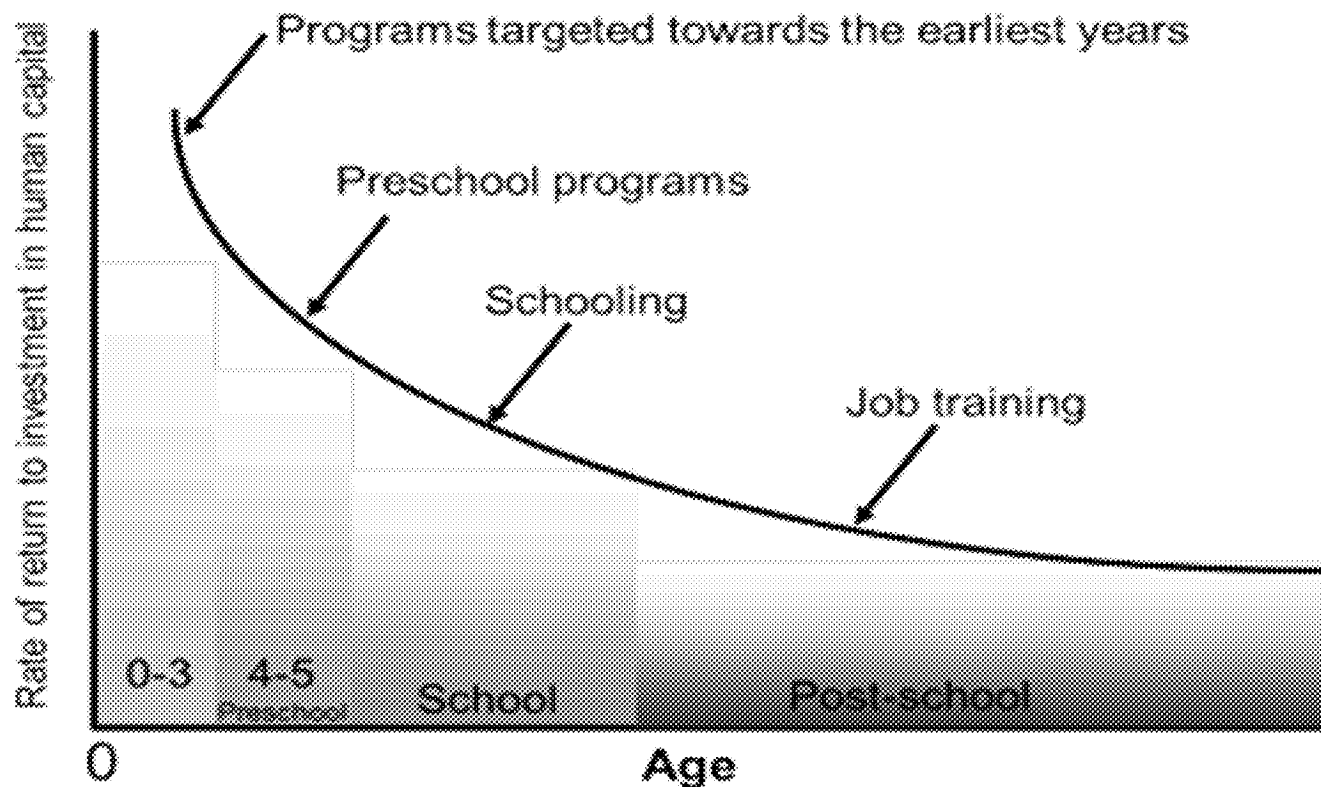 Programs targeted towards the earliest years
Preschool programs
Schooling
Job training
Rate of return to investment in human capital
0-3
4-5
Preschool
School
Post-school
0
Age